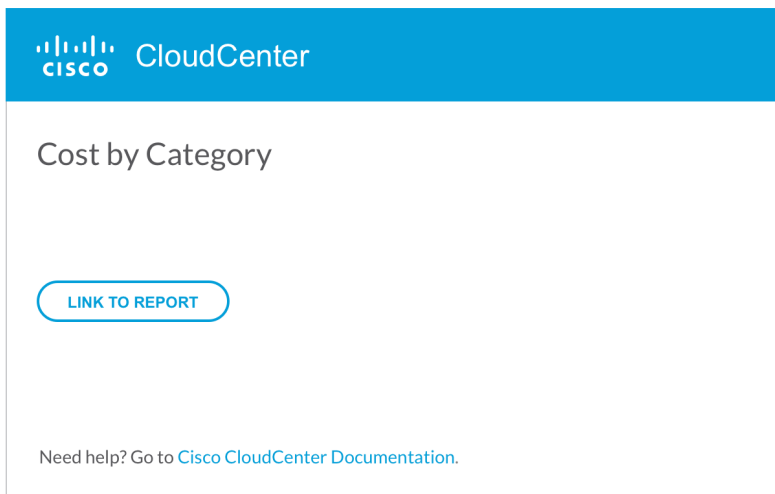 cisco CloudCenter
Cost by Category
LINK TO REPORT
Need help? Go to Cisco CloudCenter Documentation.